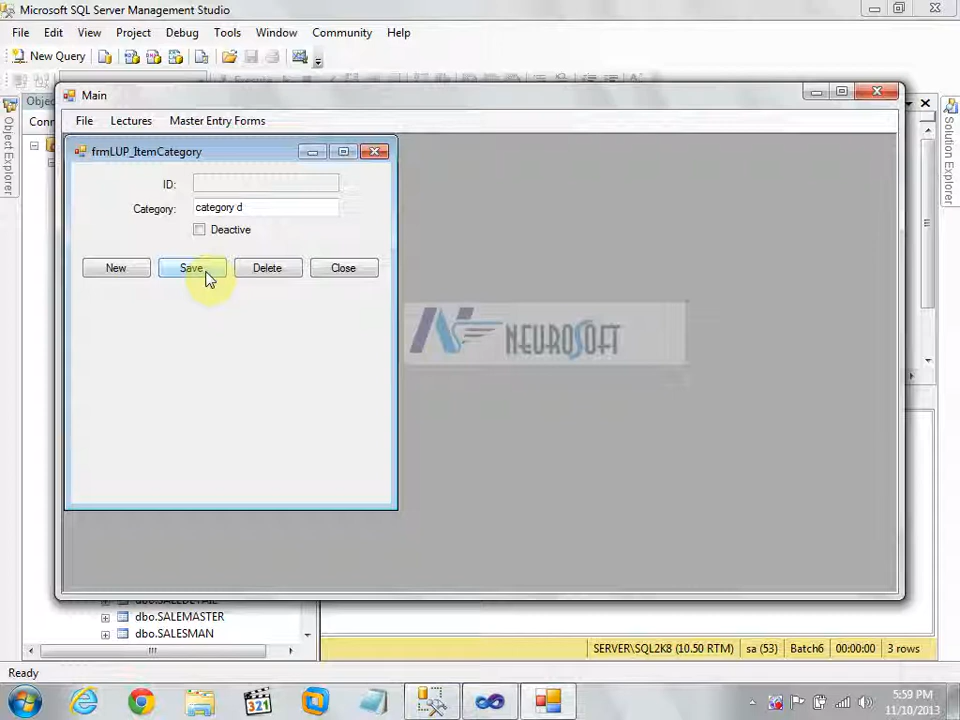 Microsoft SQL Server Management Studio
File Edit View Project Debug Tools Window Community Help
New Query
Main
File Lectures Master Entry Forms
frmLUP_ItemCategory
ID:
Category: category d
Deactive
New Save Delete Close
NEUROSOFT
Object Explorer
Solution Explorer
dbo.SALEDETAIL
dbo.SALEMASTER
dbo.SALESMAN
SERVER\SQL2K8 (10.50 RTM) sa (53) Batch6 00:00:00 3 rows
Ready
321
5:59 PM
11/10/2013